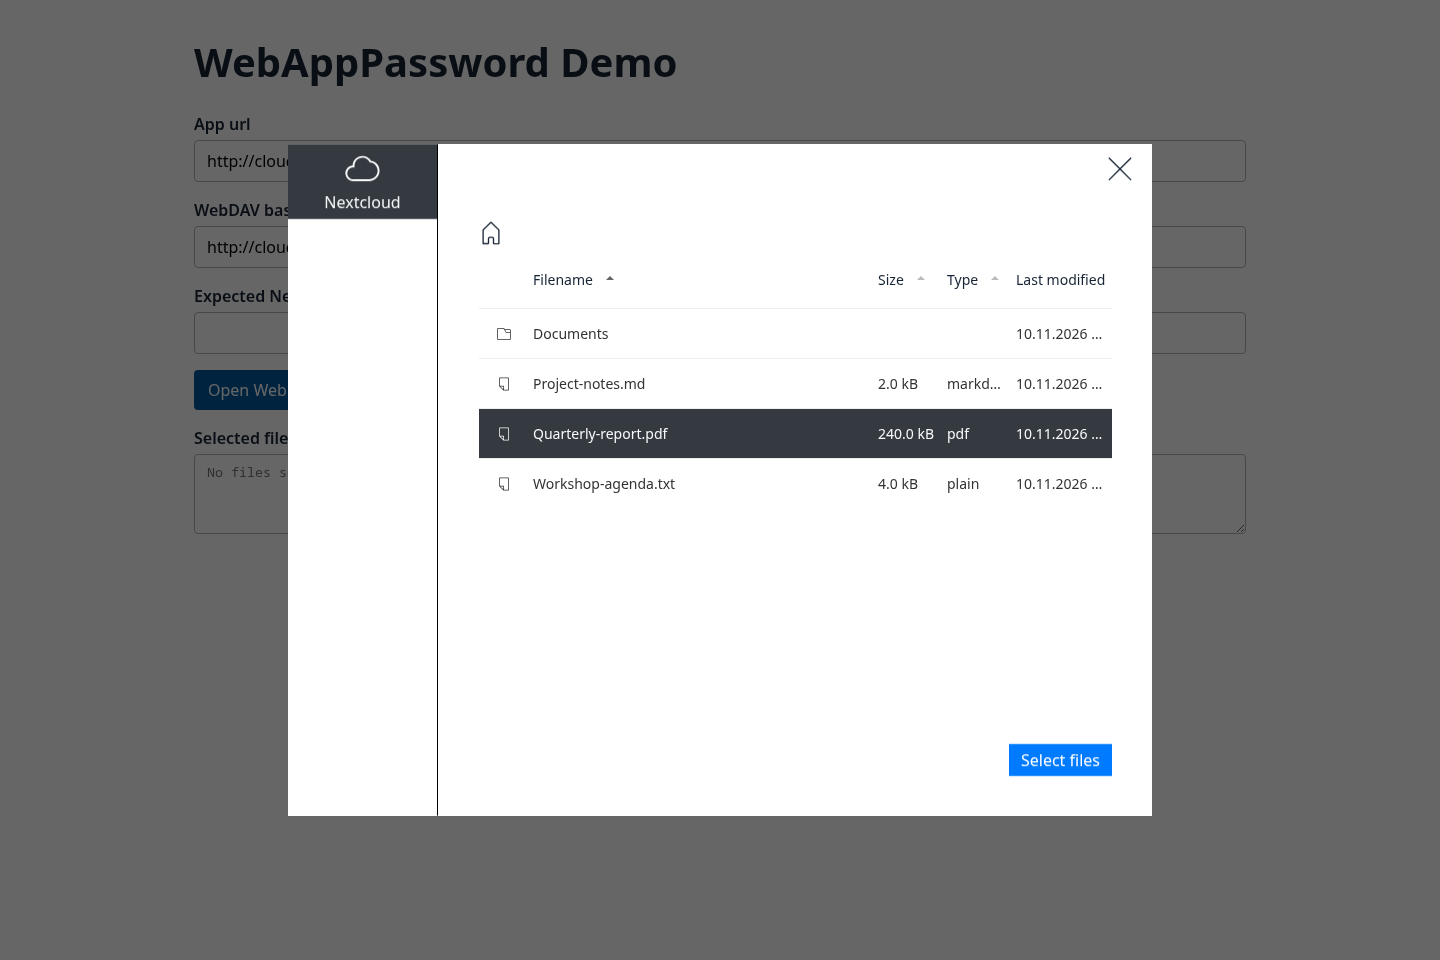 WebAppPassword Demo
App url
http://clou
WebDAV bas
http://clou
Expected Ne
Open Web
Selected file
No files s
Nextcloud
Filename Size Type Last modified
Documents 10.11.2026 ...
Project-notes.md 2.0 kB markd... 10.11.2026 ...
Quarterly-report.pdf 240.0 kB pdf 10.11.2026 ...
Workshop-agenda.txt 4.0 kB plain 10.11.2026 ...
Select files